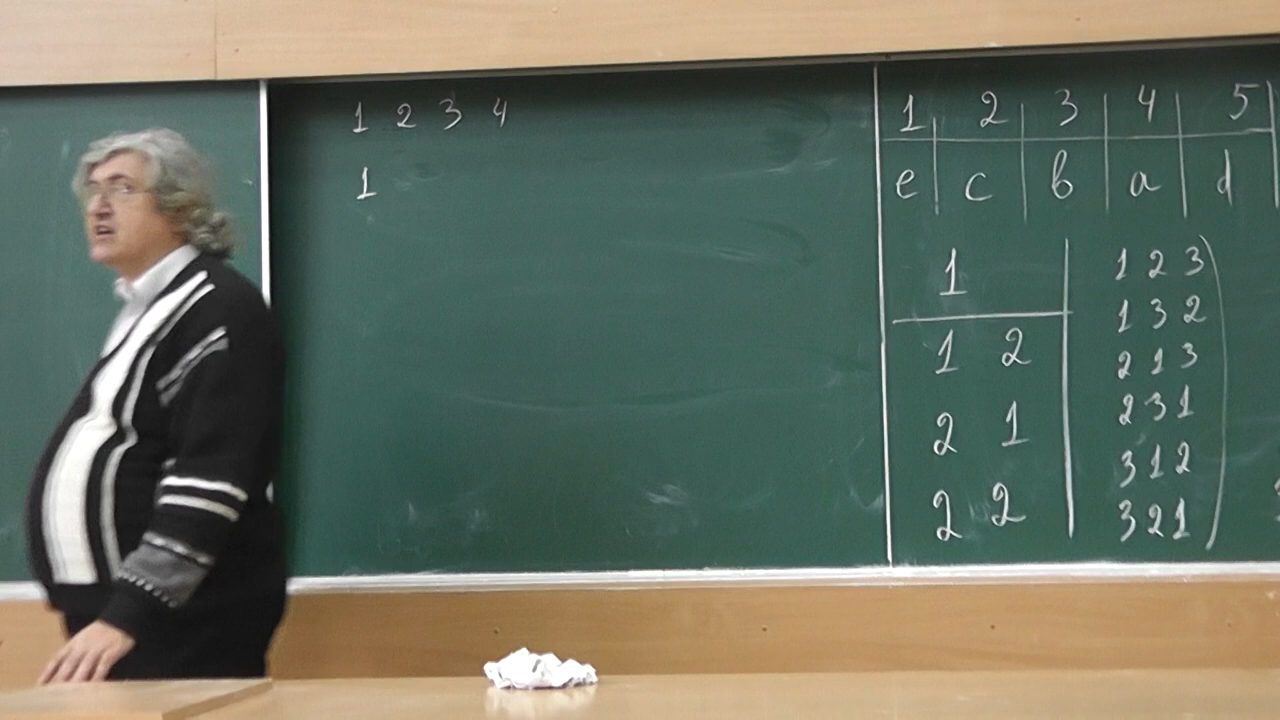 1 2 3 4
1
1 2 3 4 5
e c b a d
1
1 2
2 1
2 2
1 2 3
1 3 2
2 1 3
2 3 1
3 1 2
3 2 1